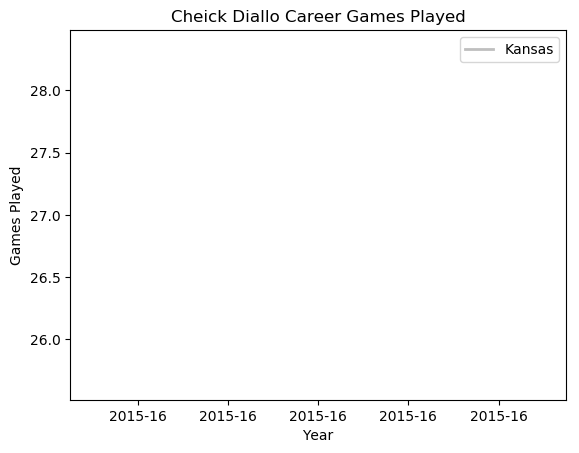 Cheick Diallo Career Games Played
Kansas
28.0
27.5
27.0
26.5
26.0
Games Played
2015-16 2015-16 2015-16 2015-16 2015-16
Year